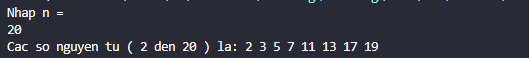 Nhap n =
20
Cac so nguyen tu ( 2 den 20 ) la: 2 3 5 7 11 13 17 19